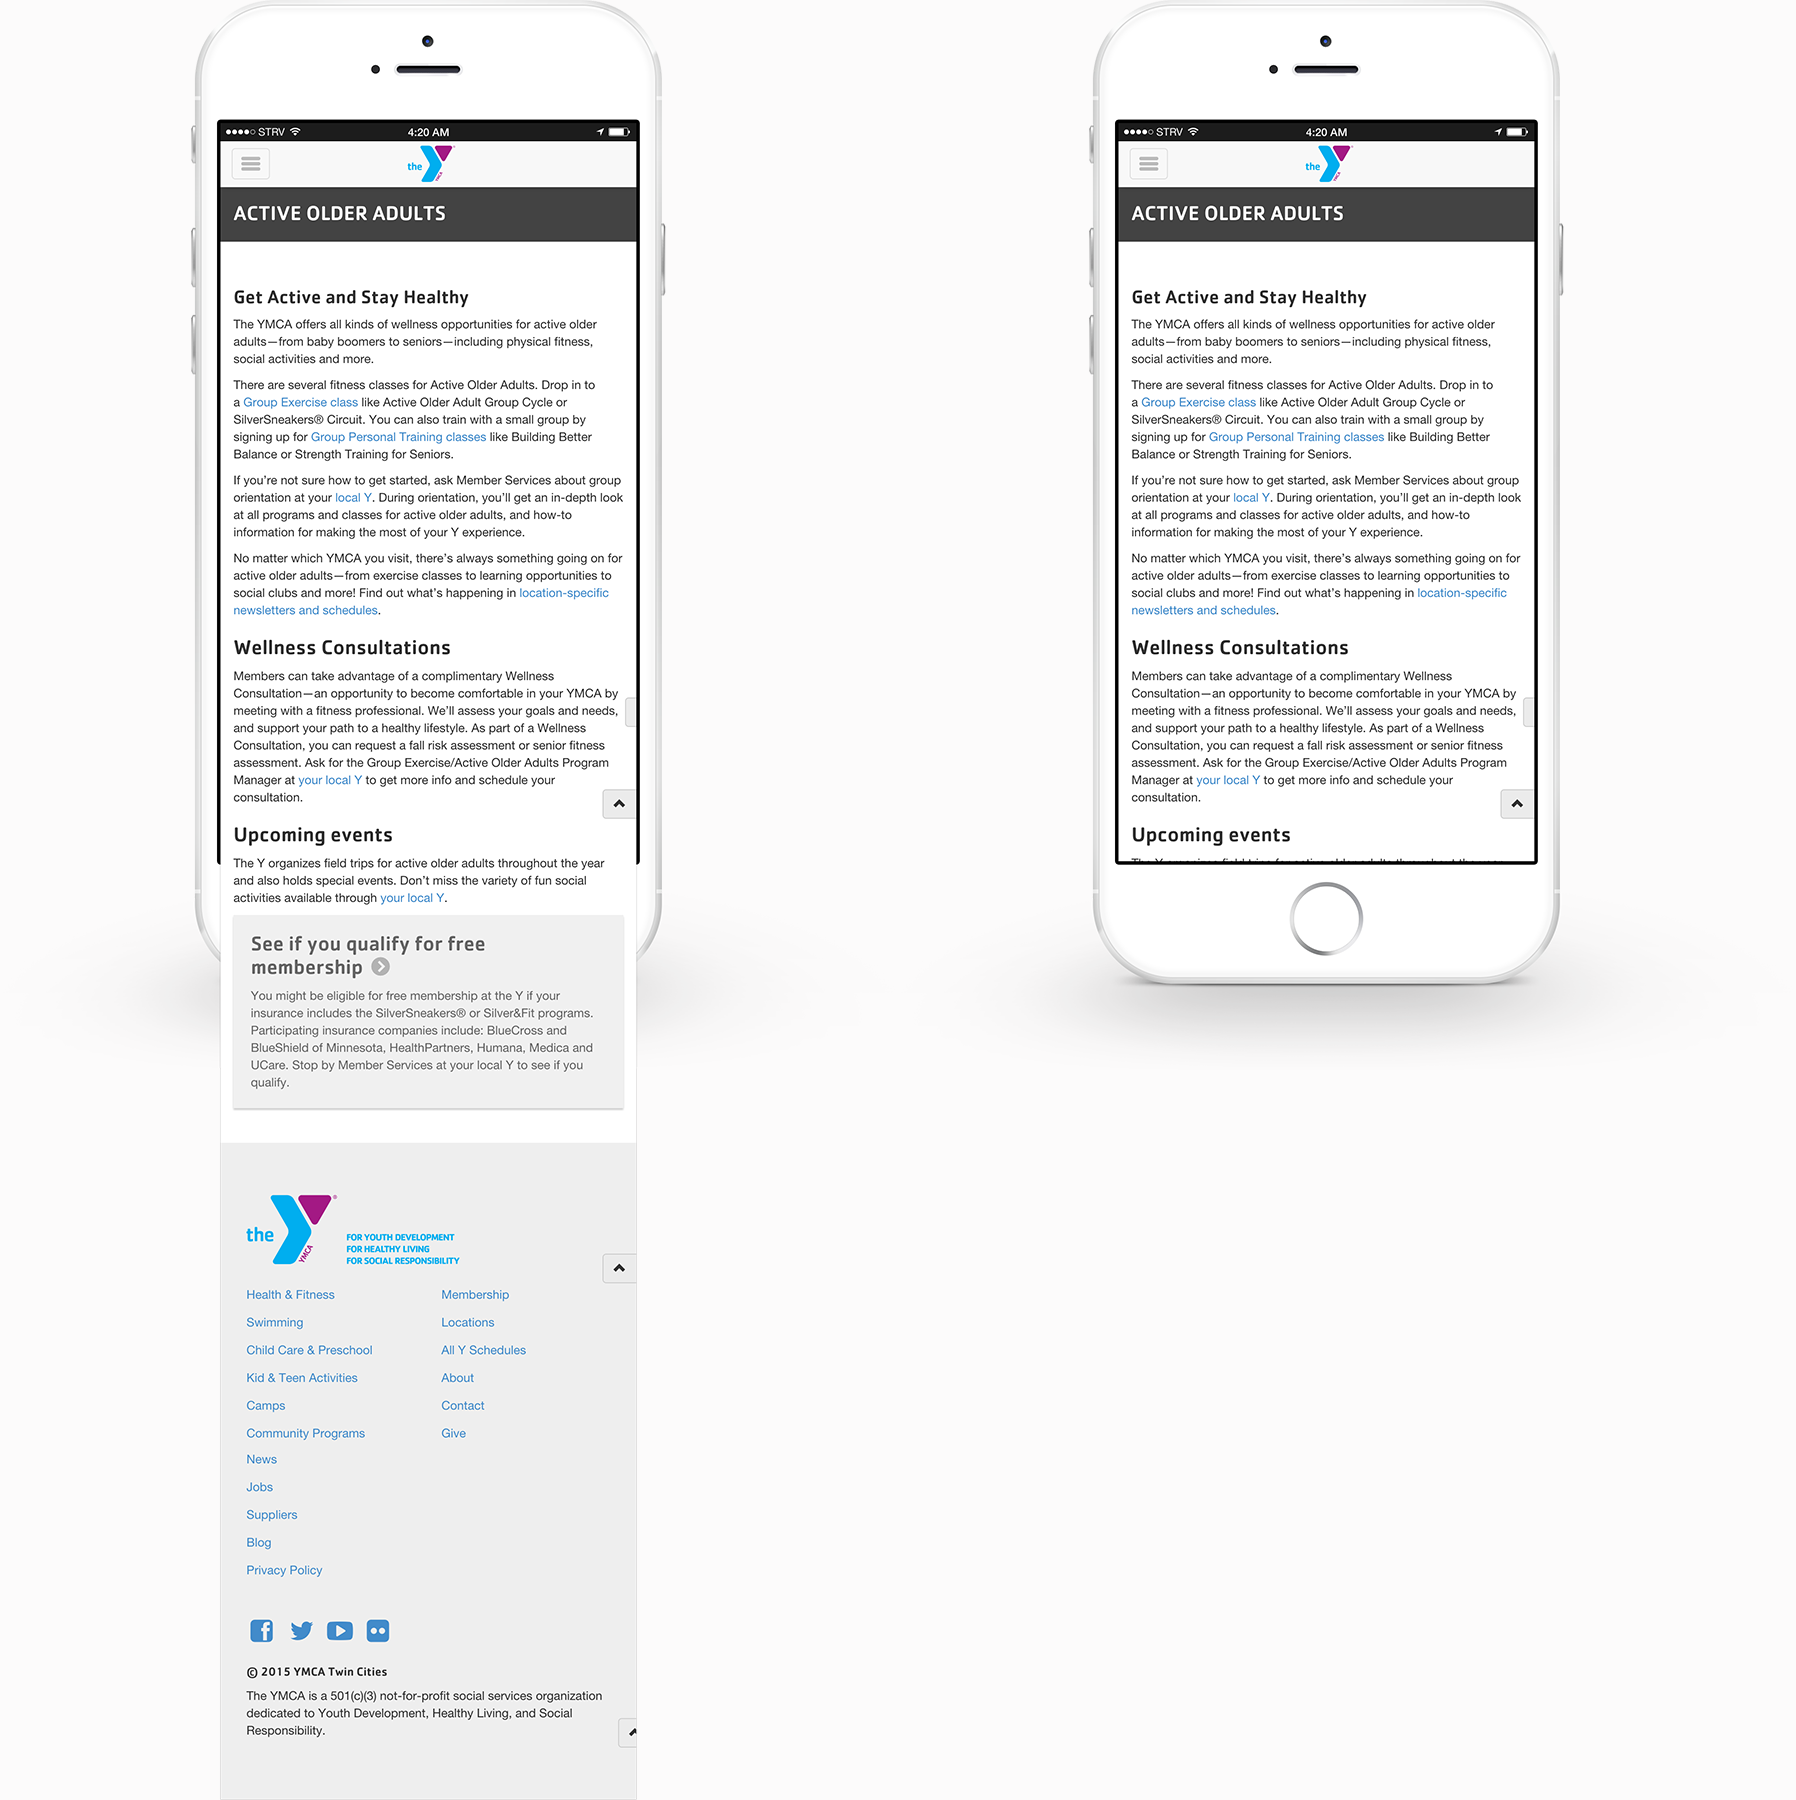 STRV
4:20 AM
the
YMCA
ACTIVE OLDER ADULTS
Get Active and Stay Healthy
The YMCA offers all kinds of wellness opportunities for active older
adults—from baby boomers to seniors—including physical fitness,
social activities and more.
There are several fitness classes for Active Older Adults. Drop in to
a Group Exercise class like Active Older Adult Group Cycle or
SilverSneakers® Circuit. You can also train with a small group by
signing up for Group Personal Training classes like Building Better
Balance or Strength Training for Seniors.
If you’re not sure how to get started, ask Member Services about group
orientation at your local Y. During orientation, you’ll get an in-depth look
at all programs and classes for active older adults, and how-to
information for making the most of your Y experience.
No matter which YMCA you visit, there’s always something going on for
active older adults—from exercise classes to learning opportunities to
social clubs and more! Find out what’s happening in location-specific
newsletters and schedules.
Wellness Consultations
Members can take advantage of a complimentary Wellness
Consultation—an opportunity to become comfortable in your YMCA by
meeting with a fitness professional. We’ll assess your goals and needs,
and support your path to a healthy lifestyle. As part of a Wellness
Consultation, you can request a fall risk assessment or senior fitness
assessment. Ask for the Group Exercise/Active Older Adults Program
Manager at your local Y to get more info and schedule your
consultation.
Upcoming events
The Y organizes field trips for active older adults throughout the year
and also holds special events. Don’t miss the variety of fun social
activities available through your local Y.
See if you qualify for free
membership
You might be eligible for free membership at the Y if your
insurance includes the SilverSneakers® or Silver&Fit programs.
Participating insurance companies include: BlueCross and
BlueShield of Minnesota, HealthPartners, Humana, Medica and
UCare. Stop by Member Services at your local Y to see if you
qualify.
the
YMCA
®
FOR YOUTH DEVELOPMENT
FOR HEALTHY LIVING
FOR SOCIAL RESPONSIBILITY
Health & Fitness
Swimming
Child Care & Preschool
Kid & Teen Activities
Camps
Community Programs
News
Jobs
Suppliers
Blog
Privacy Policy
Membership
Locations
All Y Schedules
About
Contact
Give
© 2015 YMCA Twin Cities
The YMCA is a 501(c)(3) not-for-profit social services organization
dedicated to Youth Development, Healthy Living, and Social
Responsibility.
STRV
4:20 AM
the
YMCA
ACTIVE OLDER ADULTS
Get Active and Stay Healthy
The YMCA offers all kinds of wellness opportunities for active older
adults—from baby boomers to seniors—including physical fitness,
social activities and more.
There are several fitness classes for Active Older Adults. Drop in to
a Group Exercise class like Active Older Adult Group Cycle or
SilverSneakers® Circuit. You can also train with a small group by
signing up for Group Personal Training classes like Building Better
Balance or Strength Training for Seniors.
If you’re not sure how to get started, ask Member Services about group
orientation at your local Y. During orientation, you’ll get an in-depth look
at all programs and classes for active older adults, and how-to
information for making the most of your Y experience.
No matter which YMCA you visit, there’s always something going on for
active older adults—from exercise classes to learning opportunities to
social clubs and more! Find out what’s happening in location-specific
newsletters and schedules.
Wellness Consultations
Members can take advantage of a complimentary Wellness
Consultation—an opportunity to become comfortable in your YMCA by
meeting with a fitness professional. We’ll assess your goals and needs,
and support your path to a healthy lifestyle. As part of a Wellness
Consultation, you can request a fall risk assessment or senior fitness
assessment. Ask for the Group Exercise/Active Older Adults Program
Manager at your local Y to get more info and schedule your
consultation.
Upcoming events